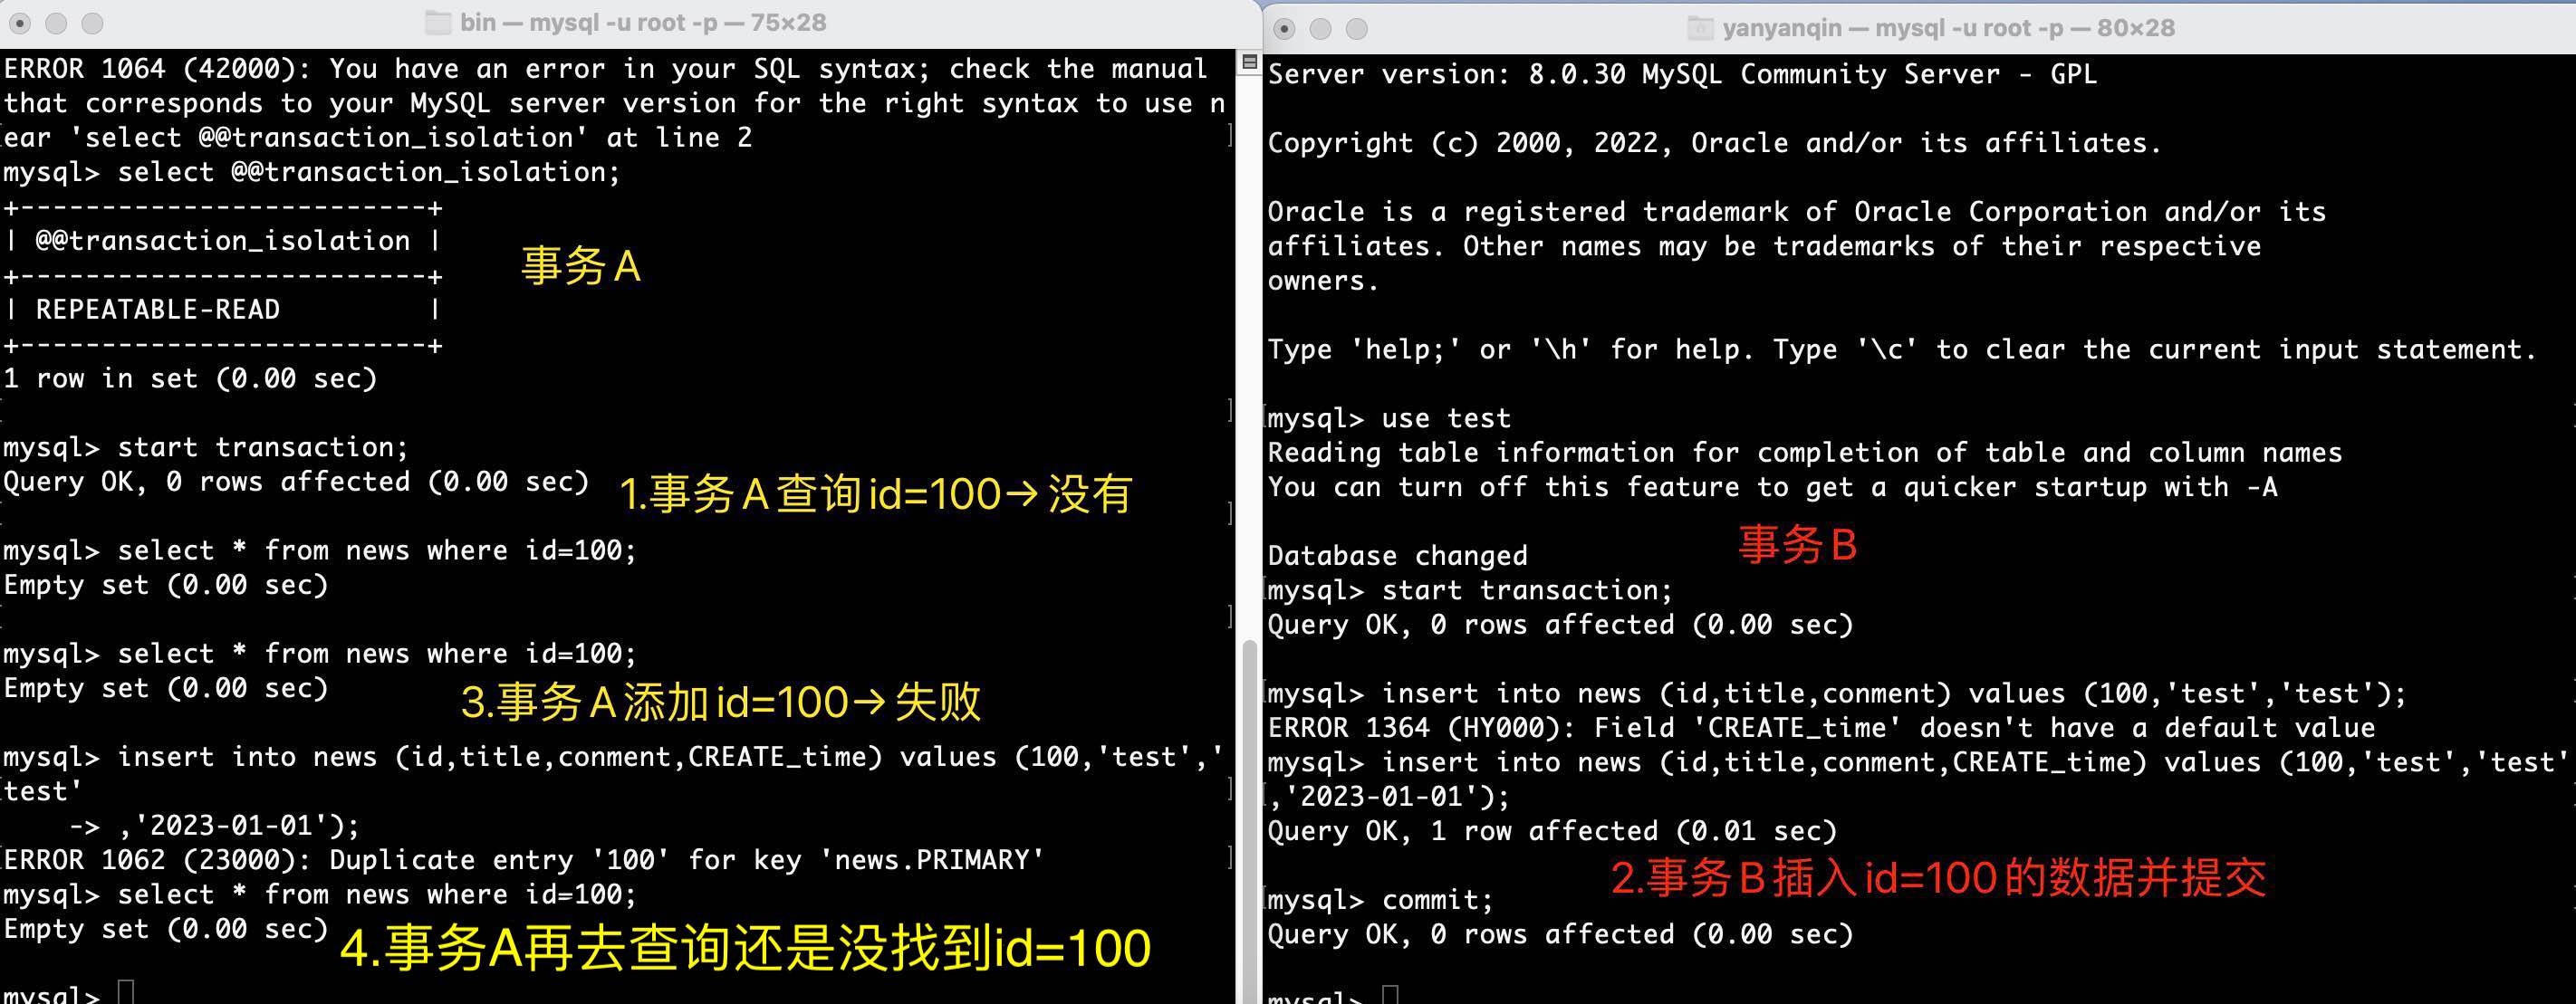 bin — mysql -u root -p — 75×28
ERROR 1064 (42000): You have an error in your SQL syntax; check the manual
that corresponds to your MySQL server version for the right syntax to use n
ear 'select @@transaction_isolation' at line 2
mysql> select @@transaction_isolation;
+-------------------------+
| @@transaction_isolation |
+-------------------------+
| REPEATABLE-READ         |
+-------------------------+
1 row in set (0.00 sec)
事务A
mysql> start transaction;
Query OK, 0 rows affected (0.00 sec)
1.事务A查询id=100→没有
mysql> select * from news where id=100;
Empty set (0.00 sec)
mysql> select * from news where id=100;
Empty set (0.00 sec)
3.事务A添加id=100→失败
mysql> insert into news (id,title,conment,CREATE_time) values (100,'test','
test'
    -> ,'2023-01-01');
ERROR 1062 (23000): Duplicate entry '100' for key 'news.PRIMARY'
mysql> select * from news where id=100;
Empty set (0.00 sec)
4.事务A再去查询还是没找到id=100
mysql>
yanyanqin — mysql -u root -p — 80×28
Server version: 8.0.30 MySQL Community Server - GPL
Copyright (c) 2000, 2022, Oracle and/or its affiliates.
Oracle is a registered trademark of Oracle Corporation and/or its
affiliates. Other names may be trademarks of their respective
owners.
Type 'help;' or '\h' for help. Type '\c' to clear the current input statement.
mysql> use test
Reading table information for completion of table and column names
You can turn off this feature to get a quicker startup with -A
事务B
Database changed
mysql> start transaction;
Query OK, 0 rows affected (0.00 sec)
mysql> insert into news (id,title,conment) values (100,'test','test');
ERROR 1364 (HY000): Field 'CREATE_time' doesn't have a default value
mysql> insert into news (id,title,conment,CREATE_time) values (100,'test','test'
,'2023-01-01');
Query OK, 1 row affected (0.01 sec)
2.事务B插入id=100的数据并提交
mysql> commit;
Query OK, 0 rows affected (0.00 sec)
mysql>